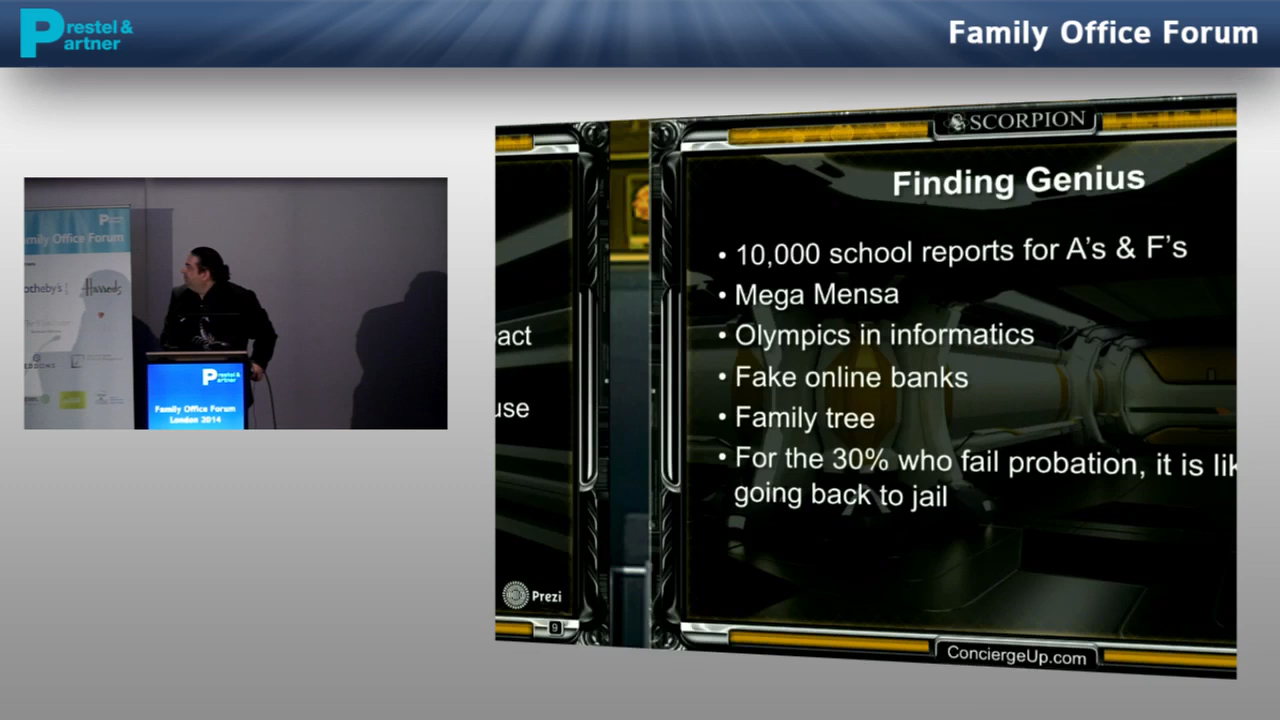 Prestel &
Partner
Family Office Forum
SCORPION
Finding Genius
• 10,000 school reports for A's & F's
• Mega Mensa
• Olympics in informatics
• Fake online banks
• Family tree
• For the 30% who fail probation, it is
going back to jail
ConciergeUp.com
Prezi
9
mily Office Forum
Harrods
Prestel &
Partner
Family Office Forum
London 2014